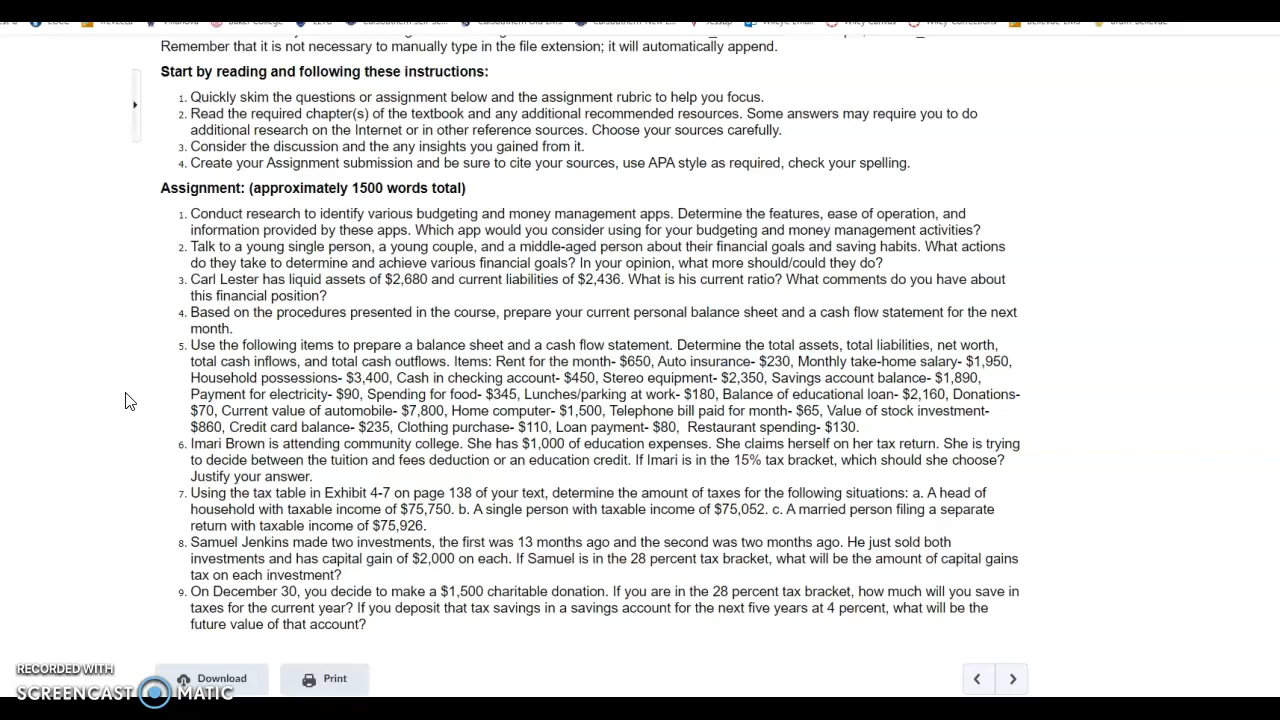 Remember that it is not necessary to manually type in the file extension; it will automatically append.
Start by reading and following these instructions:
1. Quickly skim the questions or assignment below and the assignment rubric to help you focus.
2. Read the required chapter(s) of the textbook and any additional recommended resources. Some answers may require you to do
additional research on the Internet or in other reference sources. Choose your sources carefully.
3. Consider the discussion and the any insights you gained from it.
4. Create your Assignment submission and be sure to cite your sources, use APA style as required, check your spelling.
Assignment: (approximately 1500 words total)
1. Conduct research to identify various budgeting and money management apps. Determine the features, ease of operation, and
information provided by these apps. Which app would you consider using for your budgeting and money management activities?
2. Talk to a young single person, a young couple, and a middle-aged person about their financial goals and saving habits. What actions
do they take to determine and achieve various financial goals? In your opinion, what more should/could they do?
3. Carl Lester has liquid assets of $2,680 and current liabilities of $2,436. What is his current ratio? What comments do you have about
this financial position?
4. Based on the procedures presented in the course, prepare your current personal balance sheet and a cash flow statement for the next
month.
5. Use the following items to prepare a balance sheet and a cash flow statement. Determine the total assets, total liabilities, net worth,
total cash inflows, and total cash outflows. Items: Rent for the month- $650, Auto insurance- $230, Monthly take-home salary- $1,950,
Household possessions- $3,400, Cash in checking account- $450, Stereo equipment- $2,350, Savings account balance- $1,890,
Payment for electricity- $90, Spending for food- $345, Lunches/parking at work- $180, Balance of educational loan- $2,160, Donations-
$70, Current value of automobile- $7,800, Home computer- $1,500, Telephone bill paid for month- $65, Value of stock investment-
$860, Credit card balance- $235, Clothing purchase- $110, Loan payment- $80,  Restaurant spending- $130.
6. Imari Brown is attending community college. She has $1,000 of education expenses. She claims herself on her tax return. She is trying
to decide between the tuition and fees deduction or an education credit. If Imari is in the 15% tax bracket, which should she choose?
Justify your answer.
7. Using the tax table in Exhibit 4-7 on page 138 of your text, determine the amount of taxes for the following situations: a. A head of
household with taxable income of $75,750. b. A single person with taxable income of $75,052. c. A married person filing a separate
return with taxable income of $75,926.
8. Samuel Jenkins made two investments, the first was 13 months ago and the second was two months ago. He just sold both
investments and has capital gain of $2,000 on each. If Samuel is in the 28 percent tax bracket, what will be the amount of capital gains
tax on each investment?
9. On December 30, you decide to make a $1,500 charitable donation. If you are in the 28 percent tax bracket, how much will you save in
taxes for the current year? If you deposit that tax savings in a savings account for the next five years at 4 percent, what will be the
future value of that account?
Download
Print
RECORDED WITH
SCREENCAST MATIC